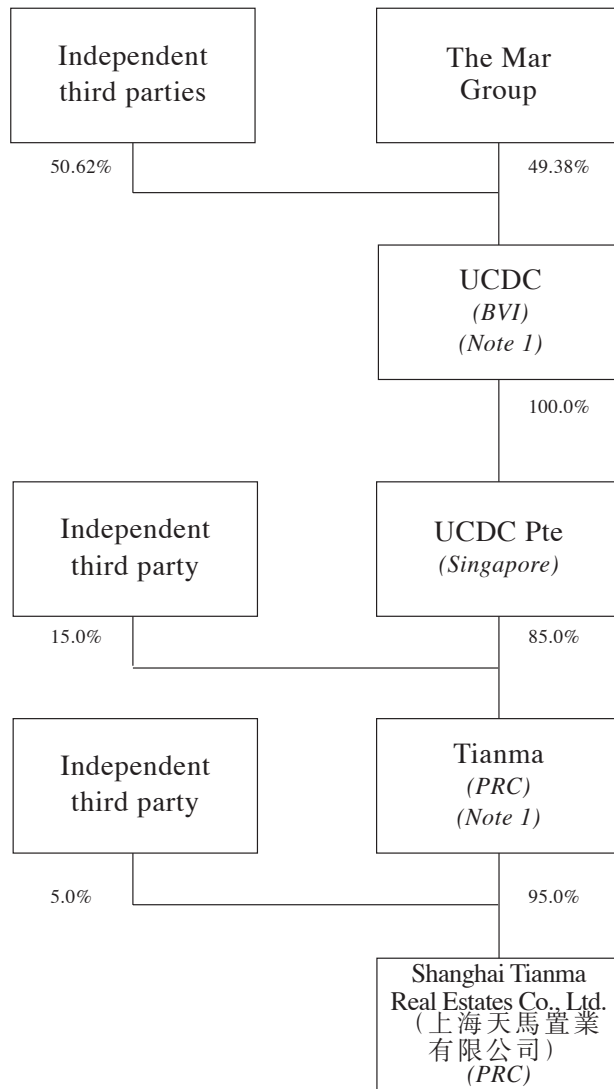 Independent
third parties
The Mar
Group
50.62%
49.38%
UCDC
(BVI)
(Note 1)
100.0%
Independent
third party
UCDC Pte
(Singapore)
15.0%
85.0%
Independent
third party
Tianma
(PRC)
(Note 1)
5.0%
95.0%
Shanghai Tianma
Real Estates Co., Ltd.
（上海天馬置業
有限公司）
(PRC)